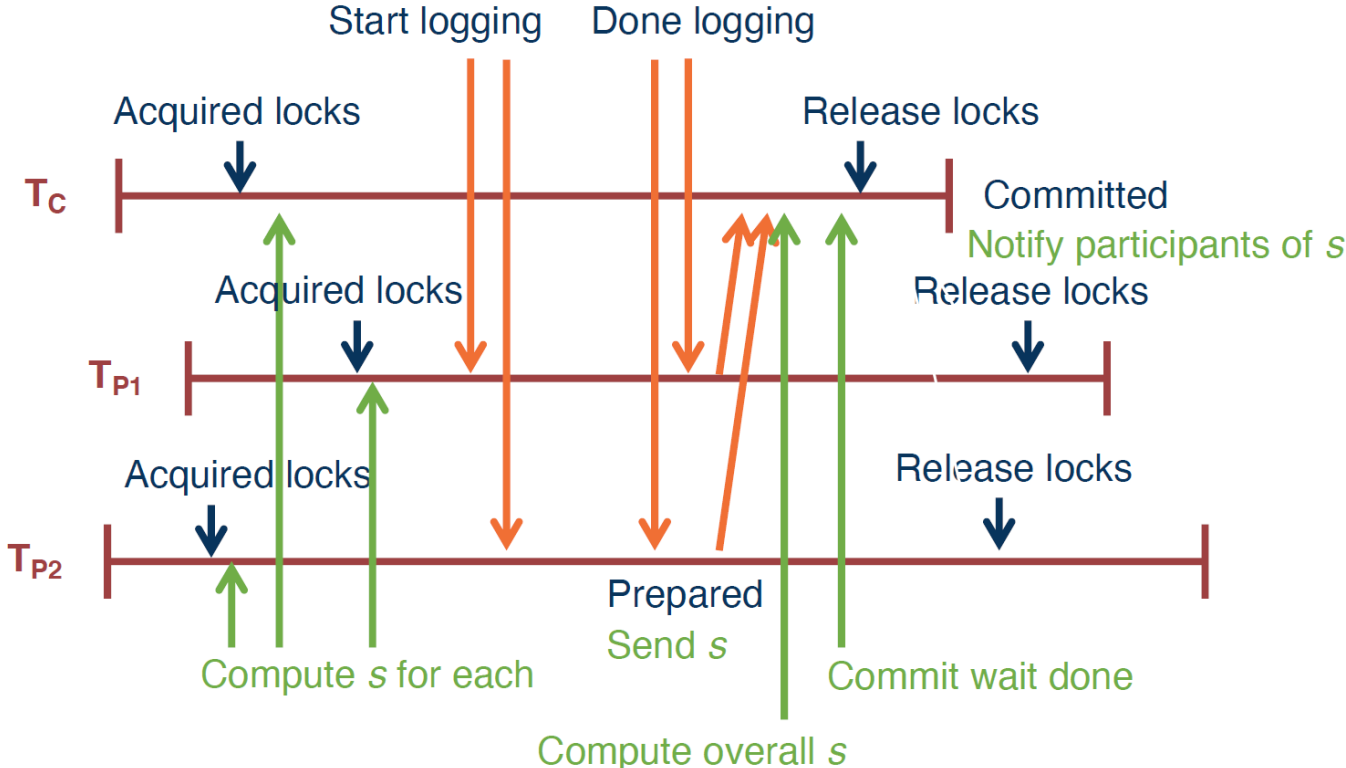 Start logging
Done logging
Acquired locks
Release locks
TC
Committed
Notify participants of s
Acquired locks
Release locks
TP1
Acquired locks
Release locks
TP2
Prepared
Send s
Compute s for each
Commit wait done
Compute overall s